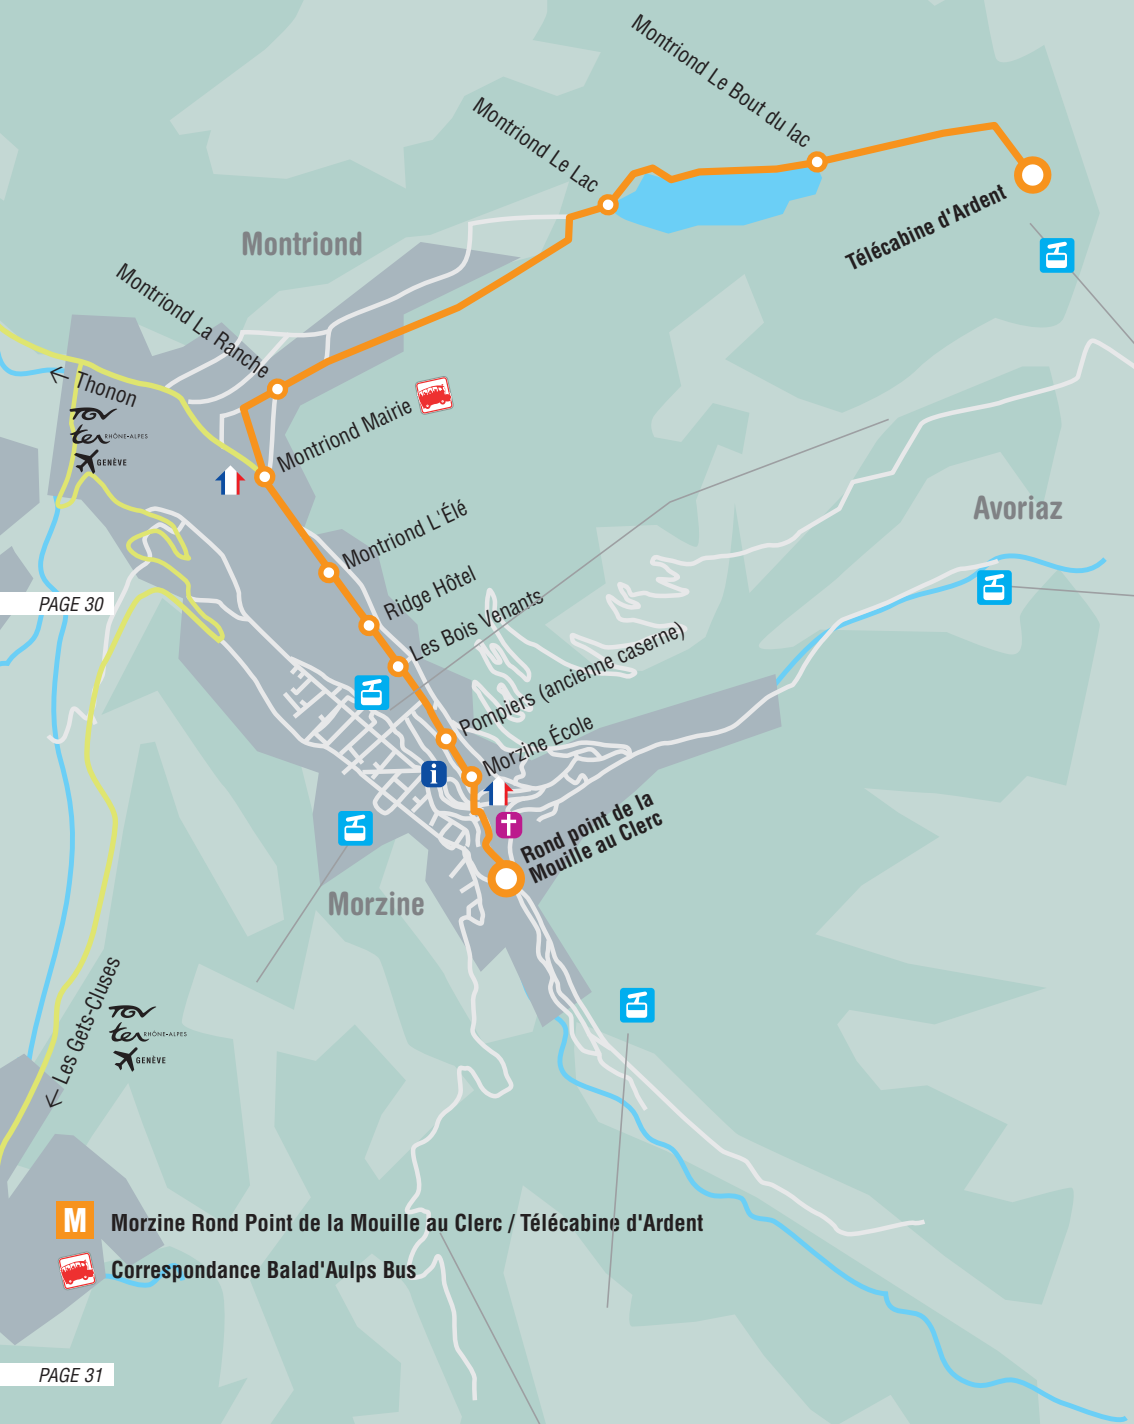 Montriond Le Bout du lac
Montriond Le Lac
Télécabine d'Ardent
Montriond
Montriond La Ranche
← Thonon
TGV
ter RHÔNE-ALPES
GENÈVE
Montriond Mairie
Montriond L'Élé
Avoriaz
Ridge Hôtel
PAGE 30
Les Bois Venants
Pompiers (ancienne caserne)
Morzine École
i
Rond point de la
Mouille au Clerc
Morzine
← Les Gets-Cluses
TGV
ter RHÔNE-ALPES
GENÈVE
M Morzine Rond Point de la Mouille au Clerc / Télécabine d'Ardent
Correspondance Balad'Aulps Bus
PAGE 31